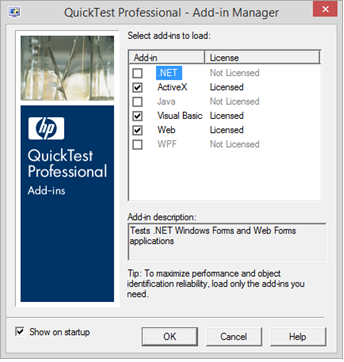 QuickTest Professional - Add-in Manager
Select add-ins to load:
Add-in License
.NET Not Licensed
ActiveX Licensed
Java Not Licensed
Visual Basic Licensed
Web Licensed
WPF Not Licensed
hp
QuickTest
Professional
Add-ins
Add-in description:
Tests .NET Windows Forms and Web Forms
applications
Tip: To maximize performance and object
identification reliability, load only the add-ins you
need.
Show on startup
OK Cancel Help